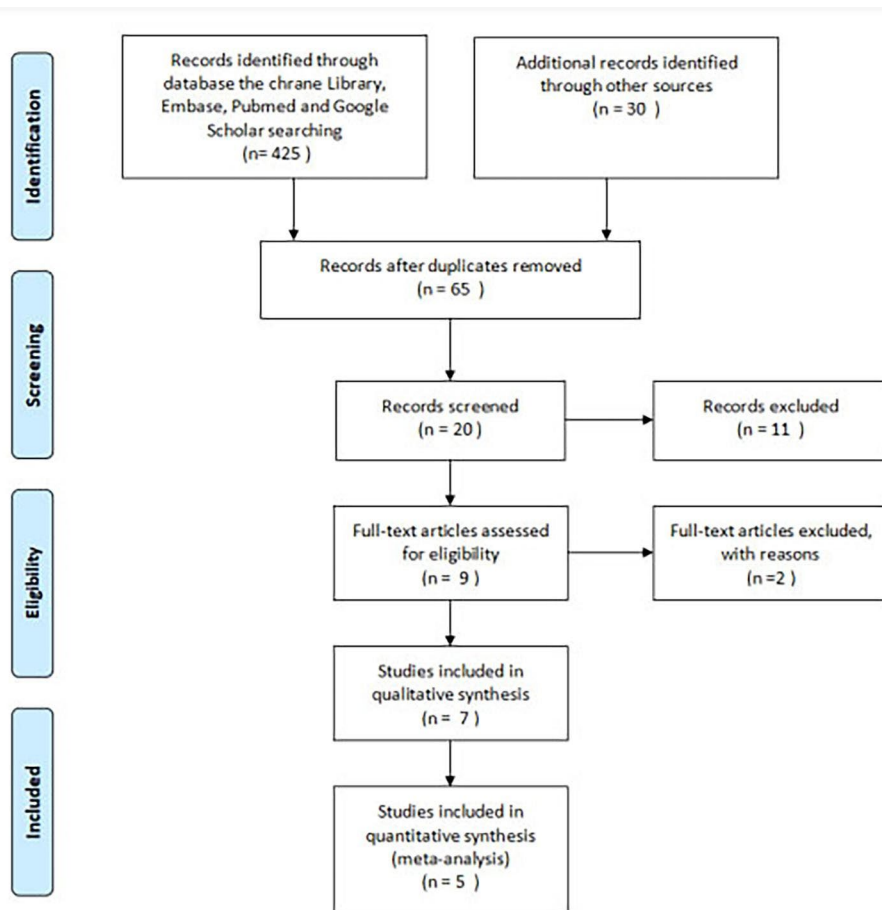 Identification
Records identified through
database the chrane Library,
Embase, Pubmed and Google
Scholar searching
(n= 425 )
Additional records identified
through other sources
(n = 30 )
Screening
Records after duplicates removed
(n = 65 )
Records screened
(n = 20 )
Records excluded
(n = 11 )
Eligibility
Full-text articles assessed
for eligibility
(n = 9 )
Full-text articles excluded,
with reasons
(n =2 )
Studies included in
qualitative synthesis
(n = 7 )
Included
Studies included in
quantitative synthesis
(meta-analysis)
(n = 5 )